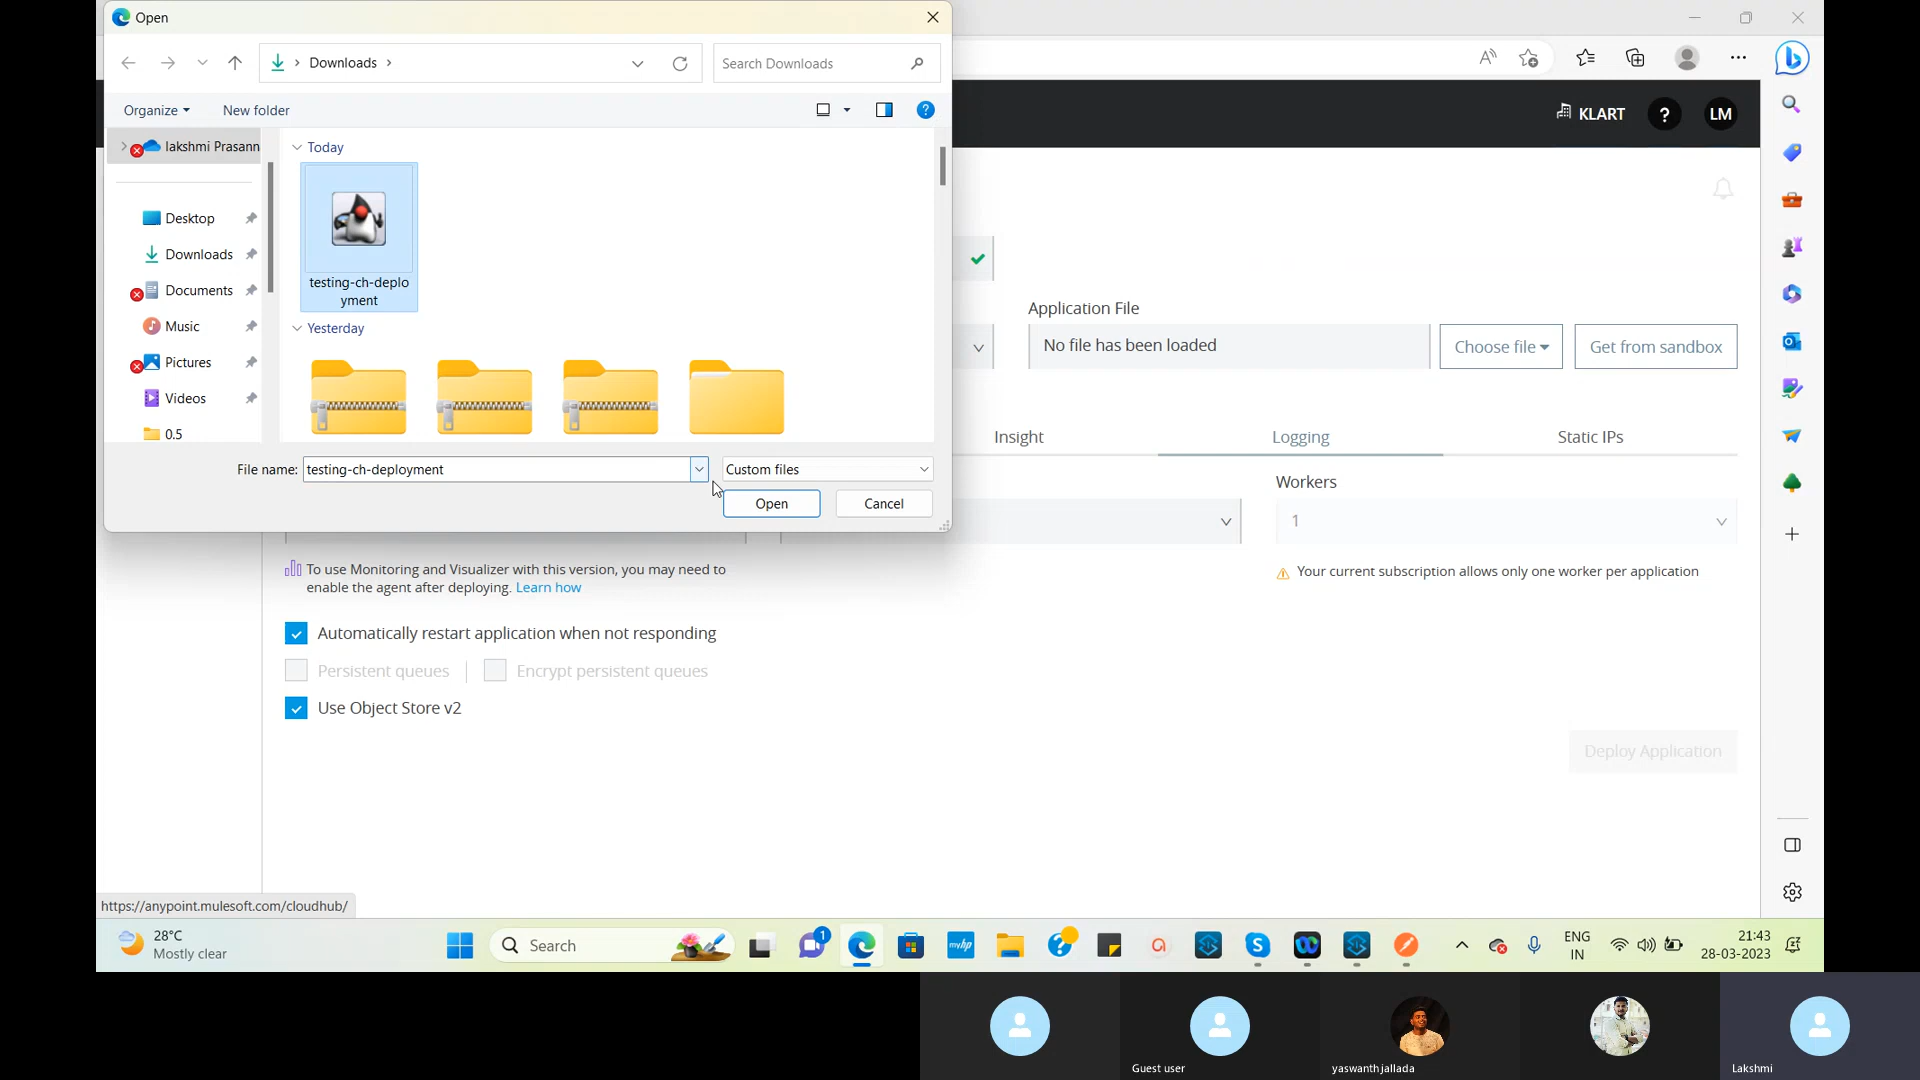 Open
Downloads
Search Downloads
Organize
New folder
lakshmi Prasann
Desktop
Downloads
Documents
Music
Pictures
Videos
0.5
Today
testing-ch-deplo
yment
Yesterday
File name:
testing-ch-deployment
Custom files
Open
Cancel
KLART
?
LM
Application File
No file has been loaded
Choose file
Get from sandbox
Insight
Logging
Static IPs
Workers
1
Your current subscription allows only one worker per application
To use Monitoring and Visualizer with this version, you may need to
enable the agent after deploying. Learn how
Automatically restart application when not responding
Persistent queues
Encrypt persistent queues
Use Object Store v2
Deploy Application
https://anypoint.mulesoft.com/cloudhub/
28°C
Mostly clear
Search
1
myhp
ENG
IN
21:43
28-03-2023
Guest user
yaswanth jallada
Lakshmi